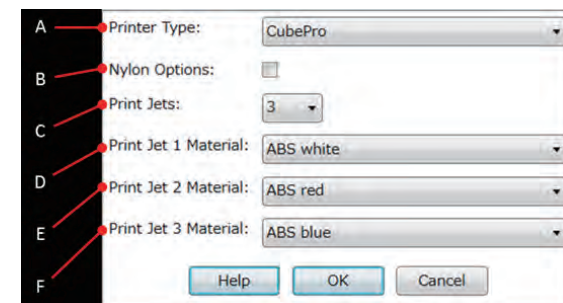 A Printer Type: CubePro
B Nylon Options:
C Print Jets: 3
D Print Jet 1 Material: ABS white
E Print Jet 2 Material: ABS red
F Print Jet 3 Material: ABS blue
Help OK Cancel